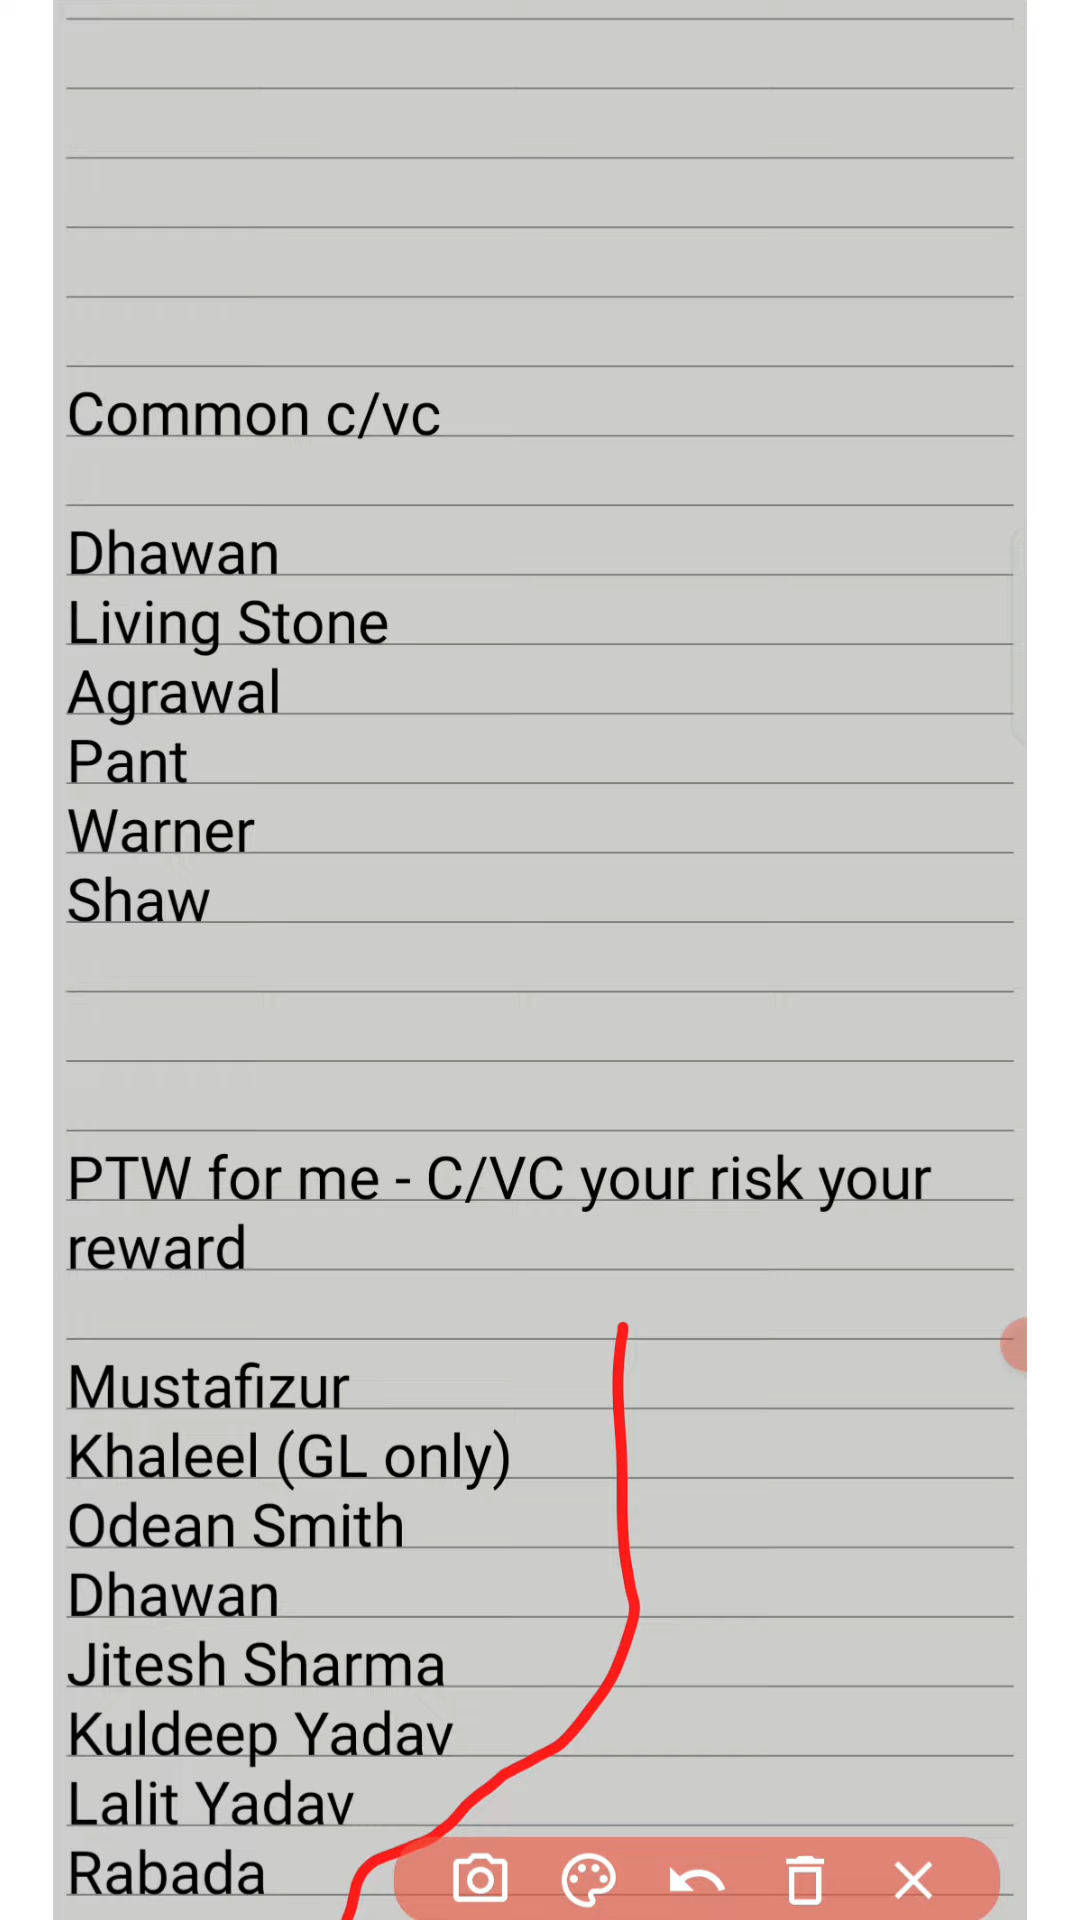 Common c/vc
Dhawan
Living Stone
Agrawal
Pant
Warner
Shaw
PTW for me - C/VC your risk your
reward
Mustafizur
Khaleel (GL only)
Odean Smith
Dhawan
Jitesh Sharma
Kuldeep Yadav
Lalit Yadav
Rabada